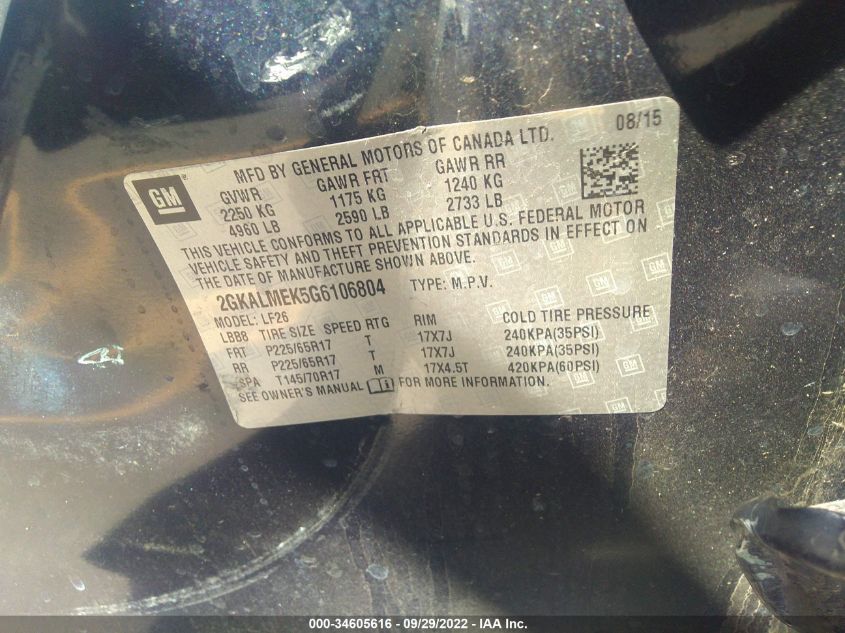 08/15
MFD BY GENERAL MOTORS OF CANADA LTD.
GM
GVWR GAWR FRT GAWR RR
2250 KG 1175 KG 1240 KG
4960 LB 2590 LB 2733 LB
THIS VEHICLE CONFORMS TO ALL APPLICABLE U.S. FEDERAL MOTOR
VEHICLE SAFETY AND THEFT PREVENTION STANDARDS IN EFFECT ON
THE DATE OF MANUFACTURE SHOWN ABOVE.
2GKALMEK5G6106804 TYPE: M.P.V.
MODEL: LF26
LBBB TIRE SIZE SPEED RTG RIM COLD TIRE PRESSURE
FRT P225/65R17 T 17X7J 240KPA(35PSI)
RR P225/65R17 T 17X7J 240KPA(35PSI)
SPA T145/70R17 M 17X4.5T 420KPA(60PSI)
SEE OWNER'S MANUAL FOR MORE INFORMATION.
000-34605616 - 09/29/2022 - IAA Inc.